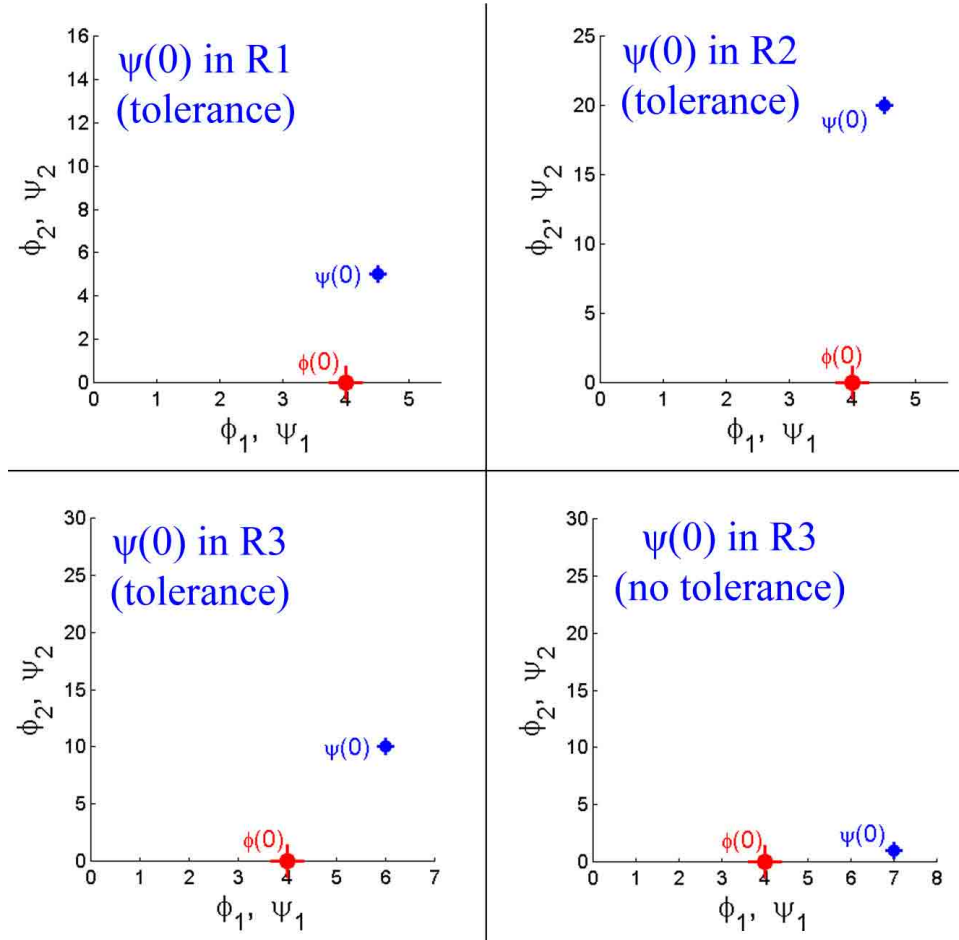 ψ(0) in R1
(tolerance)
16
14
12
10
8
6
4
2
0
ϕ₂, ψ₂
ψ(0)
ϕ(0)
0 1 2 3 4 5
ϕ₁, ψ₁
ψ(0) in R2
(tolerance)
25
20
15
10
5
0
ϕ₂, ψ₂
ψ(0)
ϕ(0)
0 1 2 3 4 5
ϕ₁, ψ₁
ψ(0) in R3
(tolerance)
30
25
20
15
10
5
0
ϕ₂, ψ₂
ψ(0)
ϕ(0)
0 1 2 3 4 5 6 7
ϕ₁, ψ₁
ψ(0) in R3
(no tolerance)
30
25
20
15
10
5
0
ϕ₂, ψ₂
ϕ(0) ψ(0)
0 1 2 3 4 5 6 7 8
ϕ₁, ψ₁